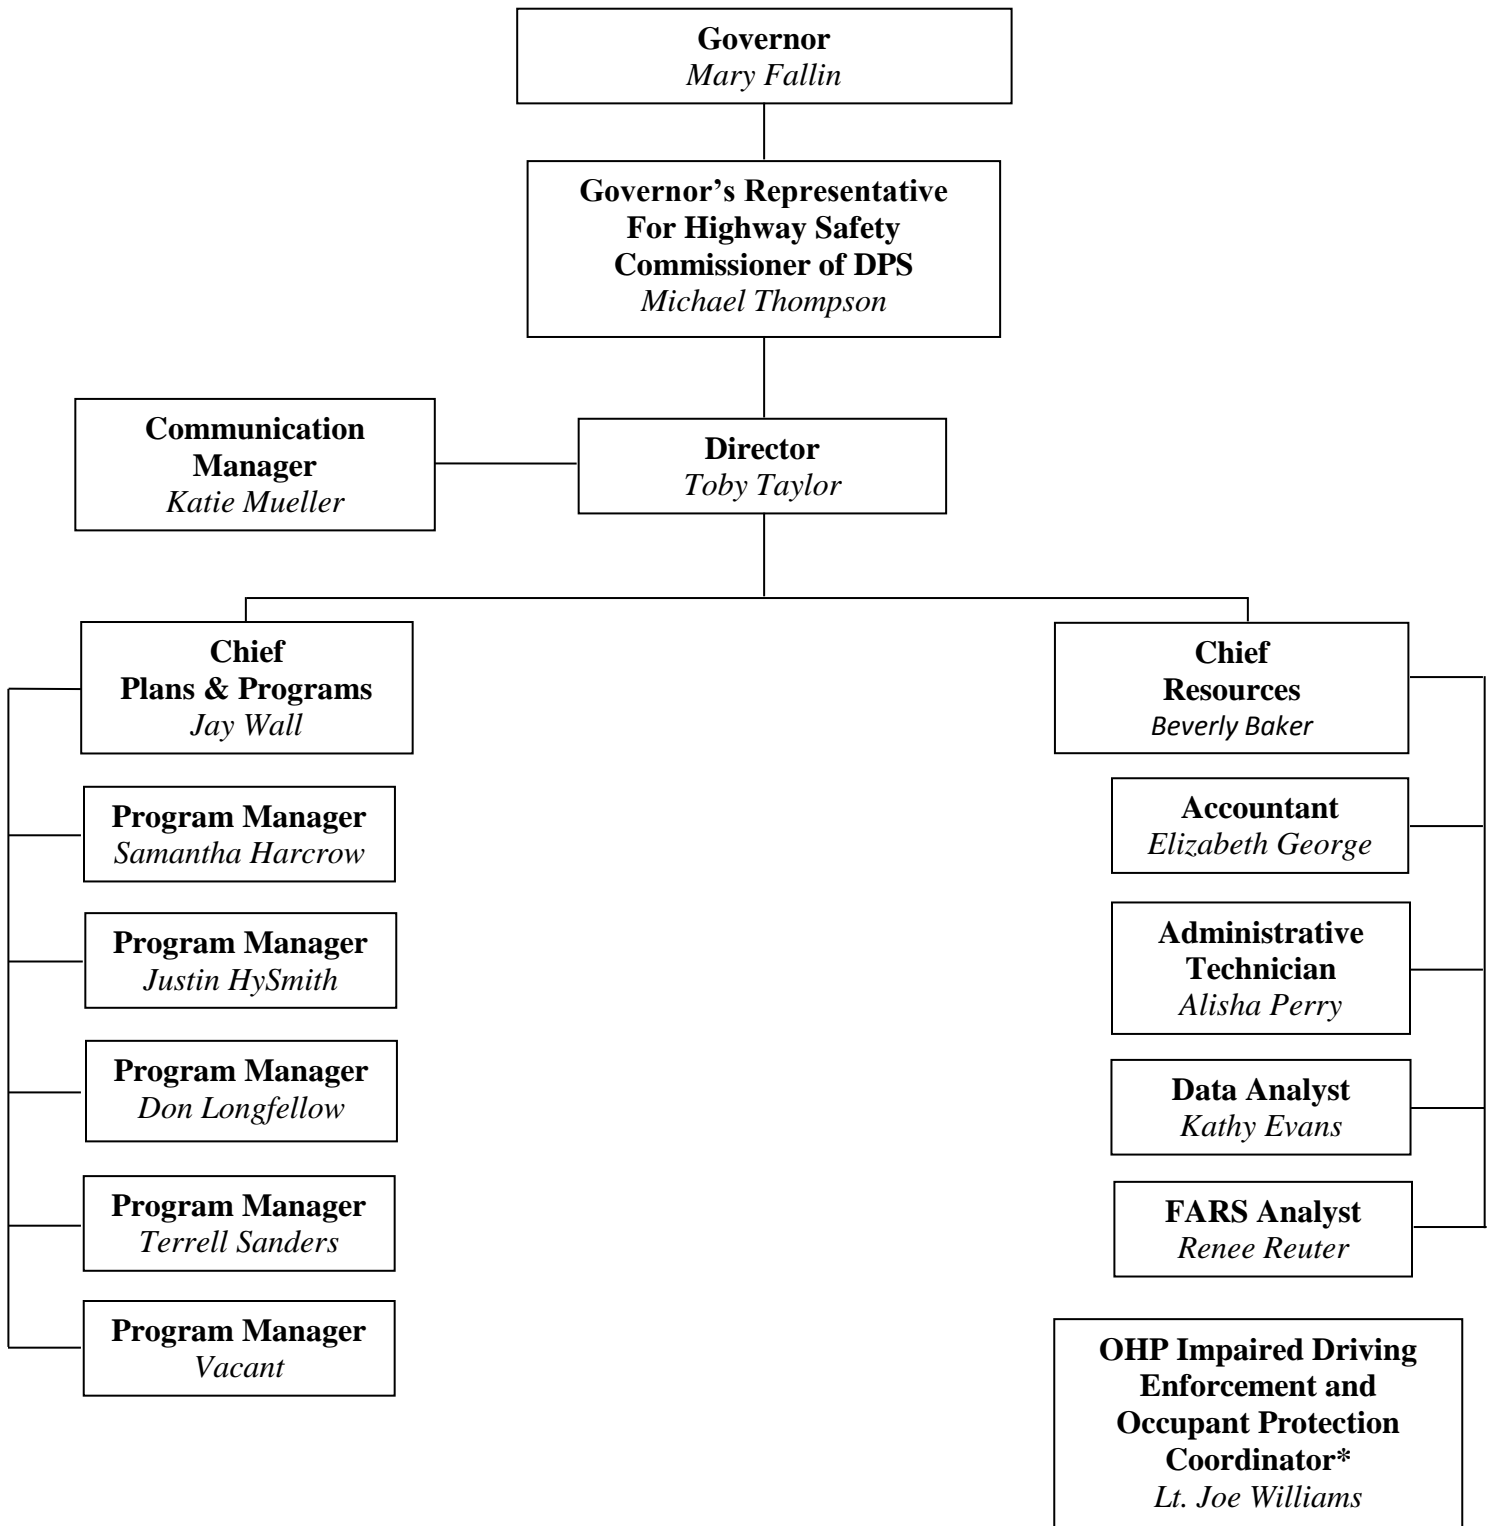 Governor
Mary Fallin
Governor’s Representative
For Highway Safety
Commissioner of DPS
Michael Thompson
Communication
Manager
Katie Mueller
Director
Toby Taylor
Chief
Plans & Programs
Jay Wall
Program Manager
Samantha Harcrow
Program Manager
Justin HySmith
Program Manager
Don Longfellow
Program Manager
Terrell Sanders
Program Manager
Vacant
Chief
Resources
Beverly Baker
Accountant
Elizabeth George
Administrative
Technician
Alisha Perry
Data Analyst
Kathy Evans
FARS Analyst
Renee Reuter
OHP Impaired Driving
Enforcement and
Occupant Protection
Coordinator*
Lt. Joe Williams